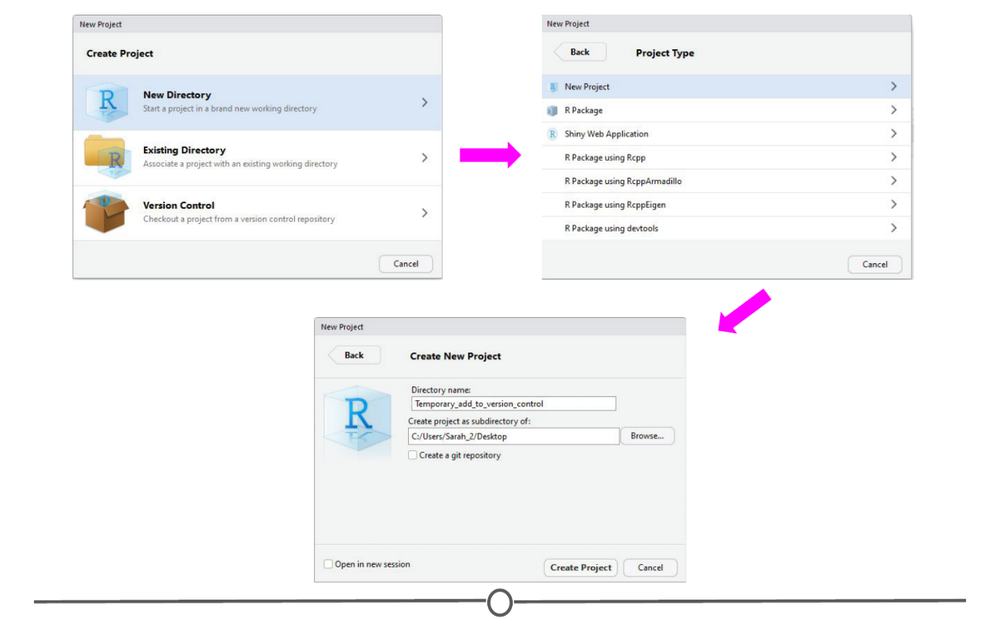 New Project
Create Project
New Directory
Start a project in a brand new working directory
Existing Directory
Associate a project with an existing working directory
Version Control
Checkout a project from a version control repository
Cancel
New Project
Back
Project Type
New Project
R Package
Shiny Web Application
R Package using Rcpp
R Package using RcppArmadillo
R Package using RcppEigen
R Package using devtools
Cancel
New Project
Back
Create New Project
R
Directory name:
Temporary_add_to_version_control
Create project as subdirectory of:
C:/Users/Sarah_2/Desktop
Browse...
Create a git repository
Open in new session
Create Project
Cancel